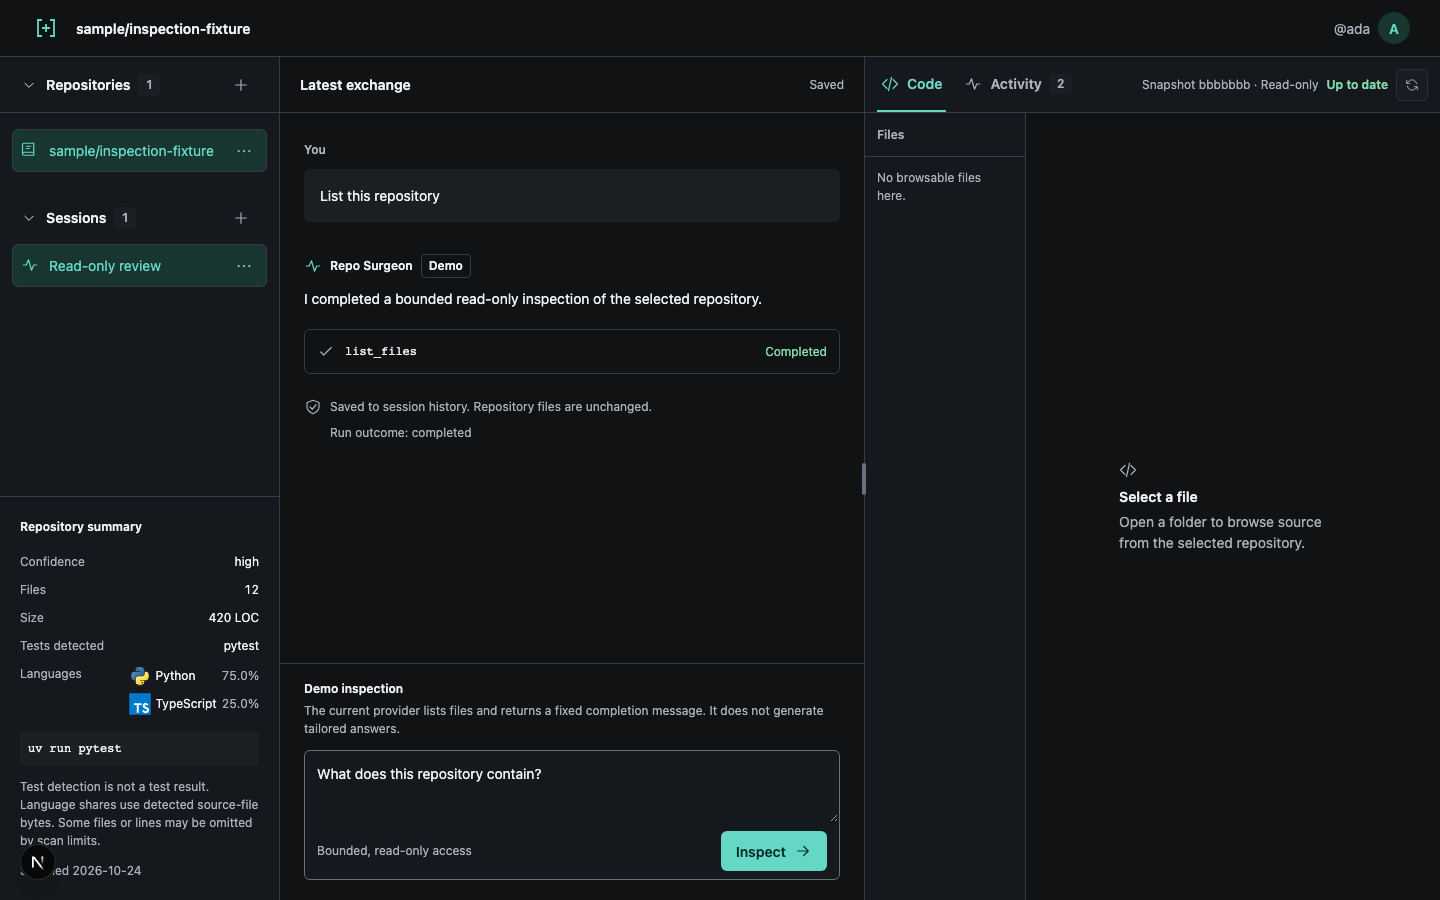 sample/inspection-fixture
@ada
A
Repositories 1
sample/inspection-fixture
Sessions 1
Read-only review
Repository summary
Confidence high
Files 12
Size 420 LOC
Tests detected pytest
Languages Python 75.0%
TS TypeScript 25.0%
uv run pytest
Test detection is not a test result.
Language shares use detected source-file
bytes. Some files or lines may be omitted
by scan limits.
N
2026-10-24
Latest exchange
Saved
You
List this repository
Repo Surgeon Demo
I completed a bounded read-only inspection of the selected repository.
list_files Completed
Saved to session history. Repository files are unchanged.
Run outcome: completed
Demo inspection
The current provider lists files and returns a fixed completion message. It does not generate
tailored answers.
What does this repository contain?
Bounded, read-only access
Inspect
Code
Activity 2
Snapshot bbbbbbb · Read-only Up to date
Files
No browsable files
here.
Select a file
Open a folder to browse source
from the selected repository.